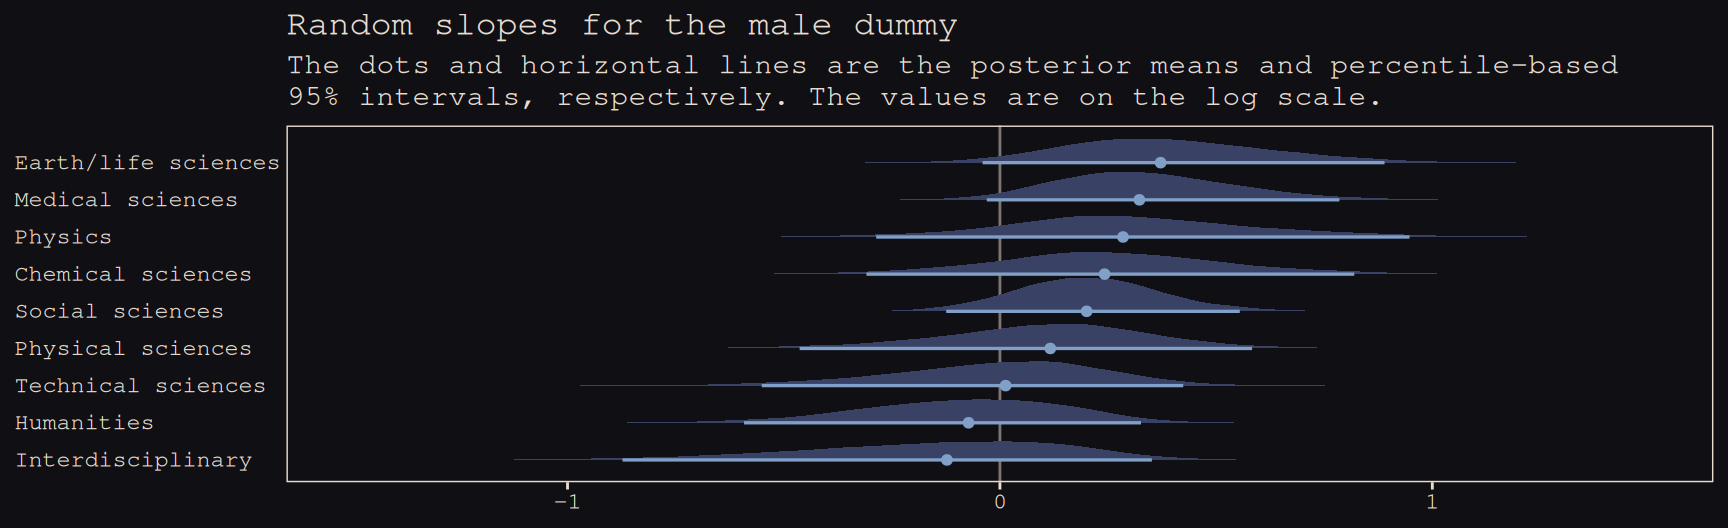 Random slopes for the male dummy
The dots and horizontal lines are the posterior means and percentile-based
95% intervals, respectively. The values are on the log scale.
Earth/life sciences
Medical sciences
Physics
Chemical sciences
Social sciences
Physical sciences
Technical sciences
Humanities
Interdisciplinary
-1 0 1